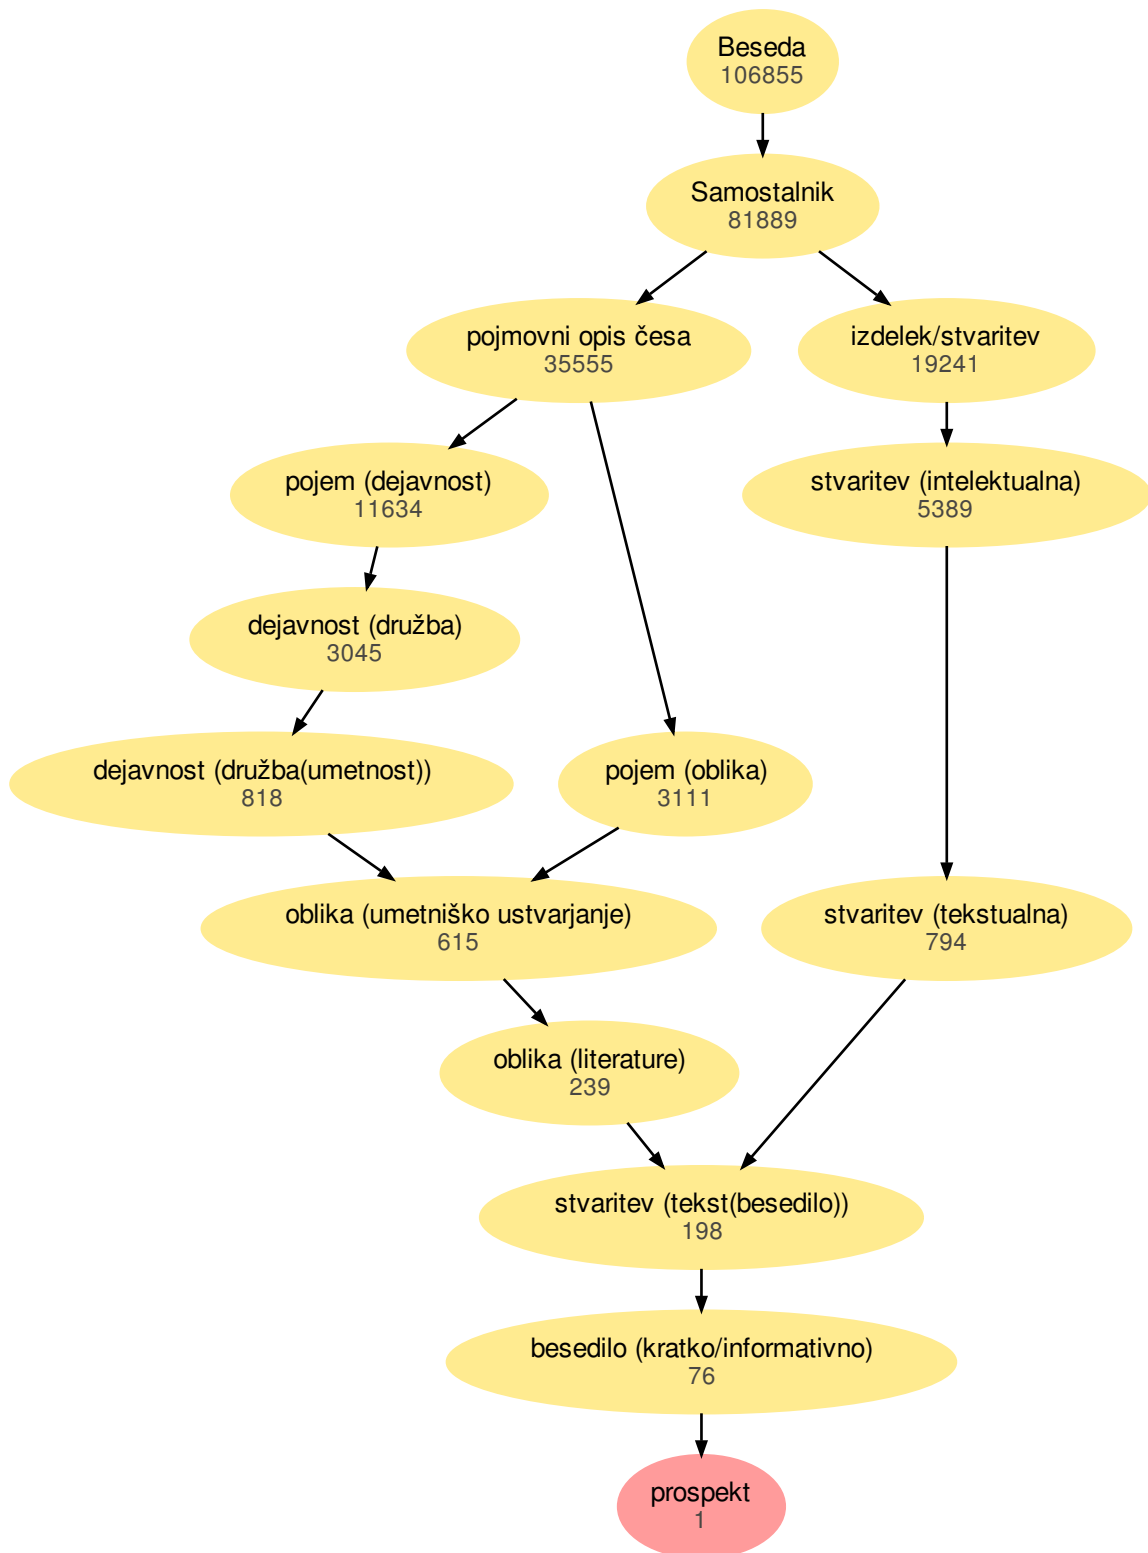 Beseda
106855
Samostalnik
81889
pojmovni opis česa
35555
izdelek/stvaritev
19241
pojem (dejavnost)
11634
stvaritev (intelektualna)
5389
dejavnost (družba)
3045
dejavnost (družba(umetnost))
818
pojem (oblika)
3111
oblika (umetniško ustvarjanje)
615
stvaritev (tekstualna)
794
oblika (literature)
239
stvaritev (tekst(besedilo))
198
besedilo (kratko/informativno)
76
prospekt
1